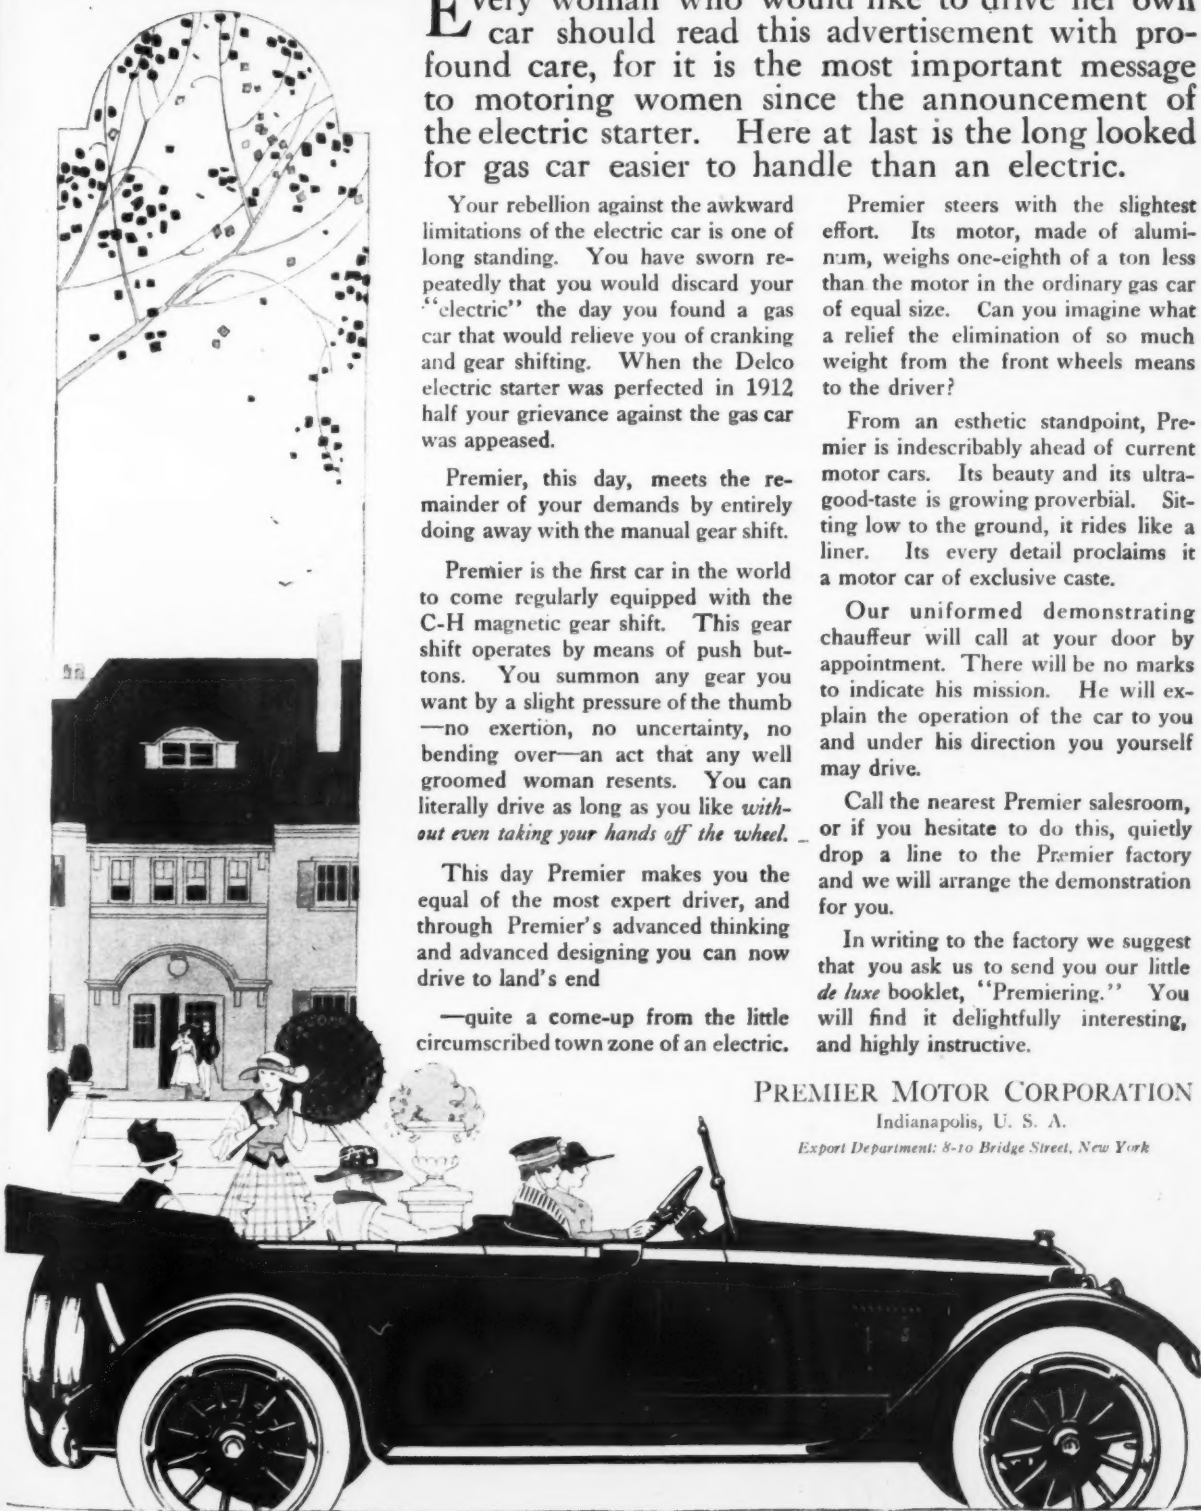 Every woman who would like to drive her own
car should read this advertisement with pro-
found care, for it is the most important message
to motoring women since the announcement of
the electric starter. Here at last is the long looked
for gas car easier to handle than an electric.
Your rebellion against the awkward
limitations of the electric car is one of
long standing. You have sworn re-
peatedly that you would discard your
"electric" the day you found a gas
car that would relieve you of cranking
and gear shifting. When the Delco
electric starter was perfected in 1912
half your grievance against the gas car
was appeased.
Premier, this day, meets the re-
mainder of your demands by entirely
doing away with the manual gear shift.
Premier is the first car in the world
to come regularly equipped with the
C-H magnetic gear shift. This gear
shift operates by means of push but-
tons. You summon any gear you
want by a slight pressure of the thumb
—no exertion, no uncertainty, no
bending over—an act that any well
groomed woman resents. You can
literally drive as long as you like with-
out even taking your hands off the wheel.
This day Premier makes you the
equal of the most expert driver, and
through Premier's advanced thinking
and advanced designing you can now
drive to land's end
—quite a come-up from the little
circumscribed town zone of an electric.
Premier steers with the slightest
effort. Its motor, made of alumi-
num, weighs one-eighth of a ton less
than the motor in the ordinary gas car
of equal size. Can you imagine what
a relief the elimination of so much
weight from the front wheels means
to the driver?
From an esthetic standpoint, Pre-
mier is indescribably ahead of current
motor cars. Its beauty and its ultra-
good-taste is growing proverbial. Sit-
ting low to the ground, it rides like a
liner. Its every detail proclaims it
a motor car of exclusive caste.
Our uniformed demonstrating
chauffeur will call at your door by
appointment. There will be no marks
to indicate his mission. He will ex-
plain the operation of the car to you
and under his direction you yourself
may drive.
Call the nearest Premier salesroom,
or if you hesitate to do this, quietly
drop a line to the Premier factory
and we will arrange the demonstration
for you.
In writing to the factory we suggest
that you ask us to send you our little
de luxe booklet, "Premiering." You
will find it delightfully interesting,
and highly instructive.
PREMIER MOTOR CORPORATION
Indianapolis, U. S. A.
Export Department: 8-10 Bridge Street, New York